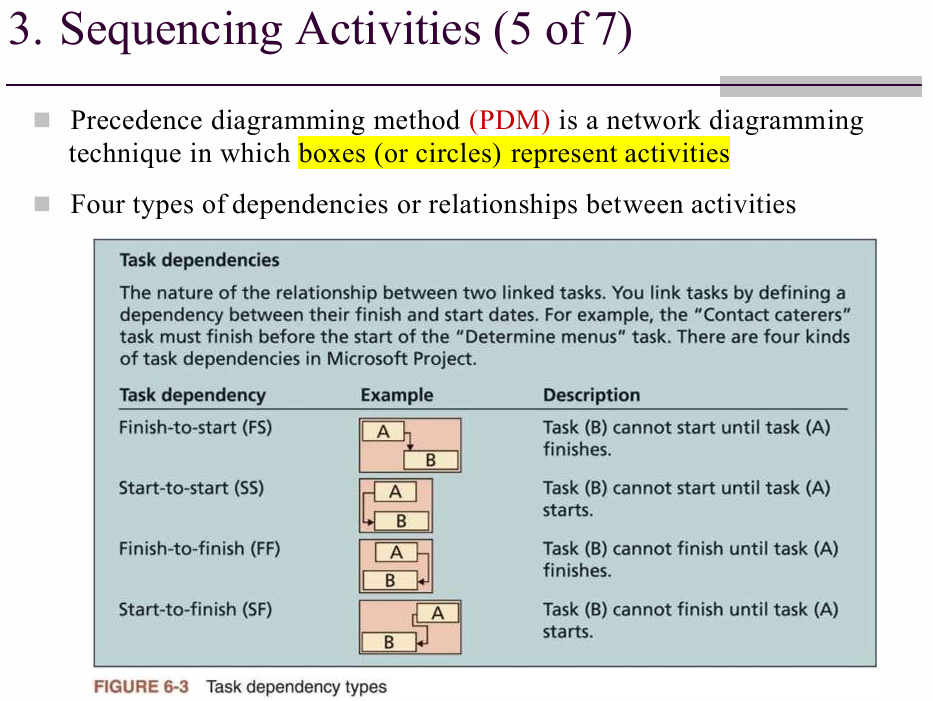 3. Sequencing Activities (5 of 7)
Precedence diagramming method (PDM) is a network diagramming
technique in which boxes (or circles) represent activities
Four types of dependencies or relationships between activities
Task dependencies
The nature of the relationship between two linked tasks. You link tasks by defining a
dependency between their finish and start dates. For example, the “Contact caterers”
task must finish before the start of the “Determine menus” task. There are four kinds
of task dependencies in Microsoft Project.
Task dependency Example Description
Finish-to-start (FS) A B Task (B) cannot start until task (A)
finishes.
Start-to-start (SS) A B Task (B) cannot start until task (A)
starts.
Finish-to-finish (FF) A B Task (B) cannot finish until task (A)
finishes.
Start-to-finish (SF) A B Task (B) cannot finish until task (A)
starts.
FIGURE 6-3 Task dependency types